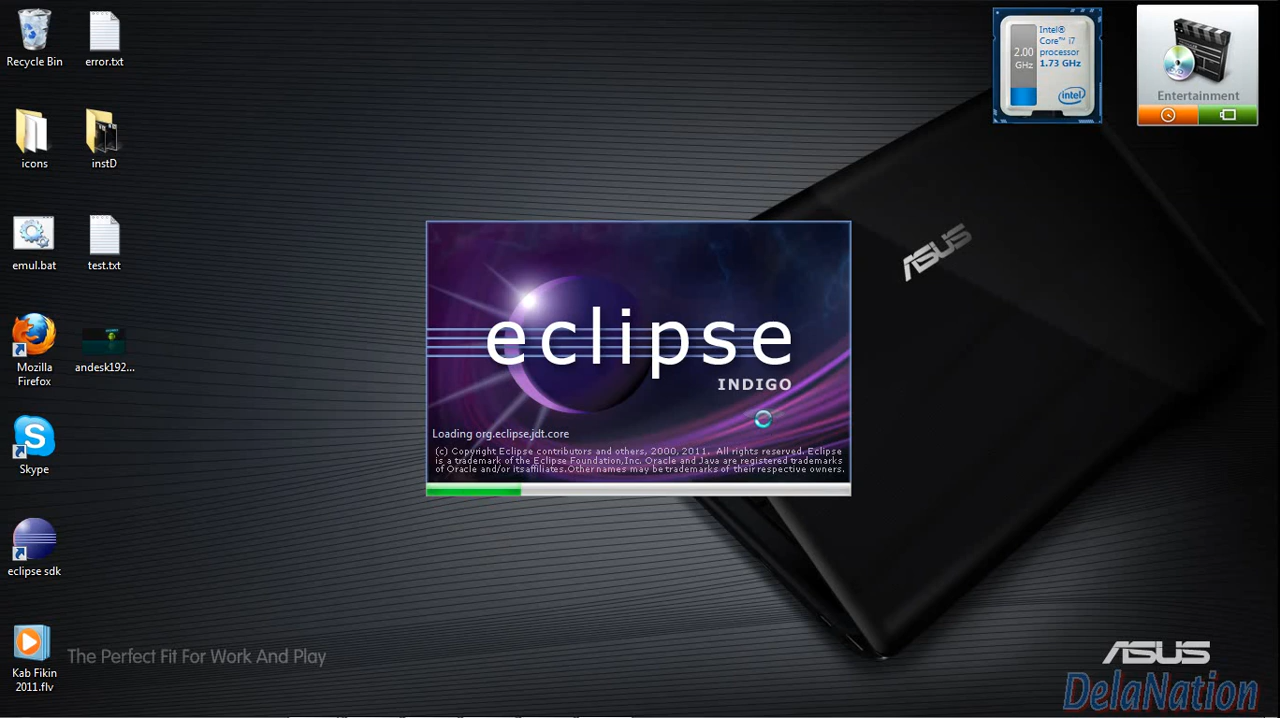 Recycle Bin
error.txt
icons
instD
emul.bat
test.txt
Mozilla
Firefox
andesk192...
Skype
eclipse sdk
Kab Fikin
2011.flv
The Perfect Fit For Work And Play
eclipse
INDIGO
Loading org.eclipse.jdt.core
(c) Copyright Eclipse contributors and others, 2000, 2011. All rights reserved. Eclipse
is a trademark of the Eclipse Foundation,Inc. Oracle and Java are registered trademarks
of Oracle and/or itsaffiliates.Other names may be trademarks of their respective owners.
2.00
GHz
Intel®
Core™ i7
processor
1.73 GHz
intel
Entertainment
ASUS
ASUS
DelaNation